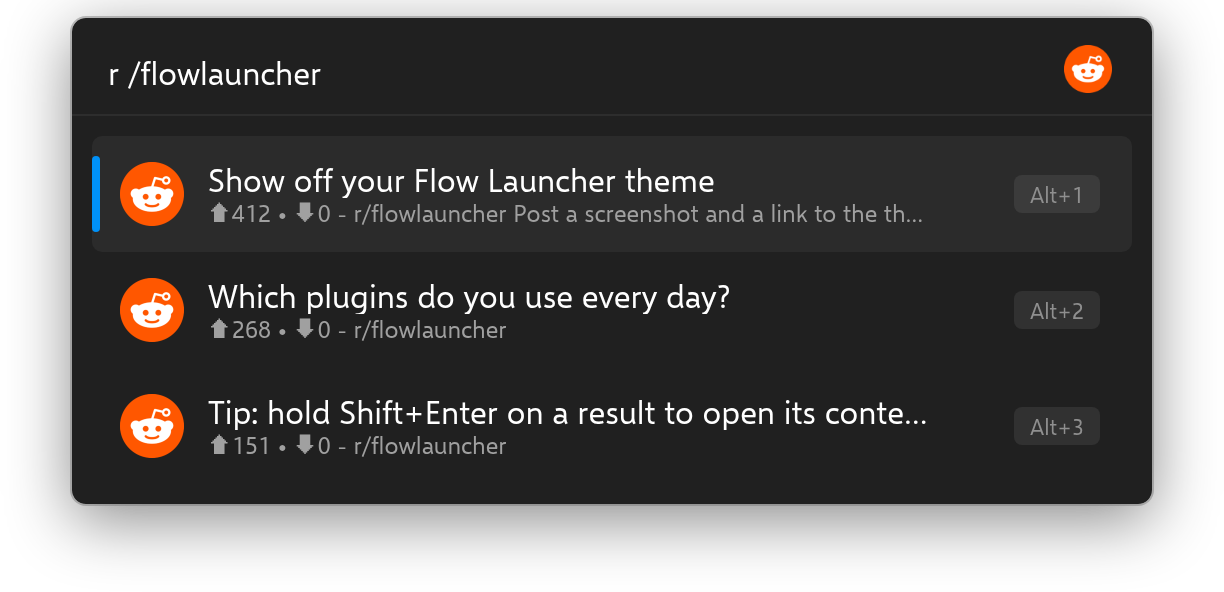 r /flowlauncher
Show off your Flow Launcher theme
⬆412 • ⬇0 - r/flowlauncher Post a screenshot and a link to the th...
Alt+1
Which plugins do you use every day?
⬆268 • ⬇0 - r/flowlauncher
Alt+2
Tip: hold Shift+Enter on a result to open its conte...
⬆151 • ⬇0 - r/flowlauncher
Alt+3